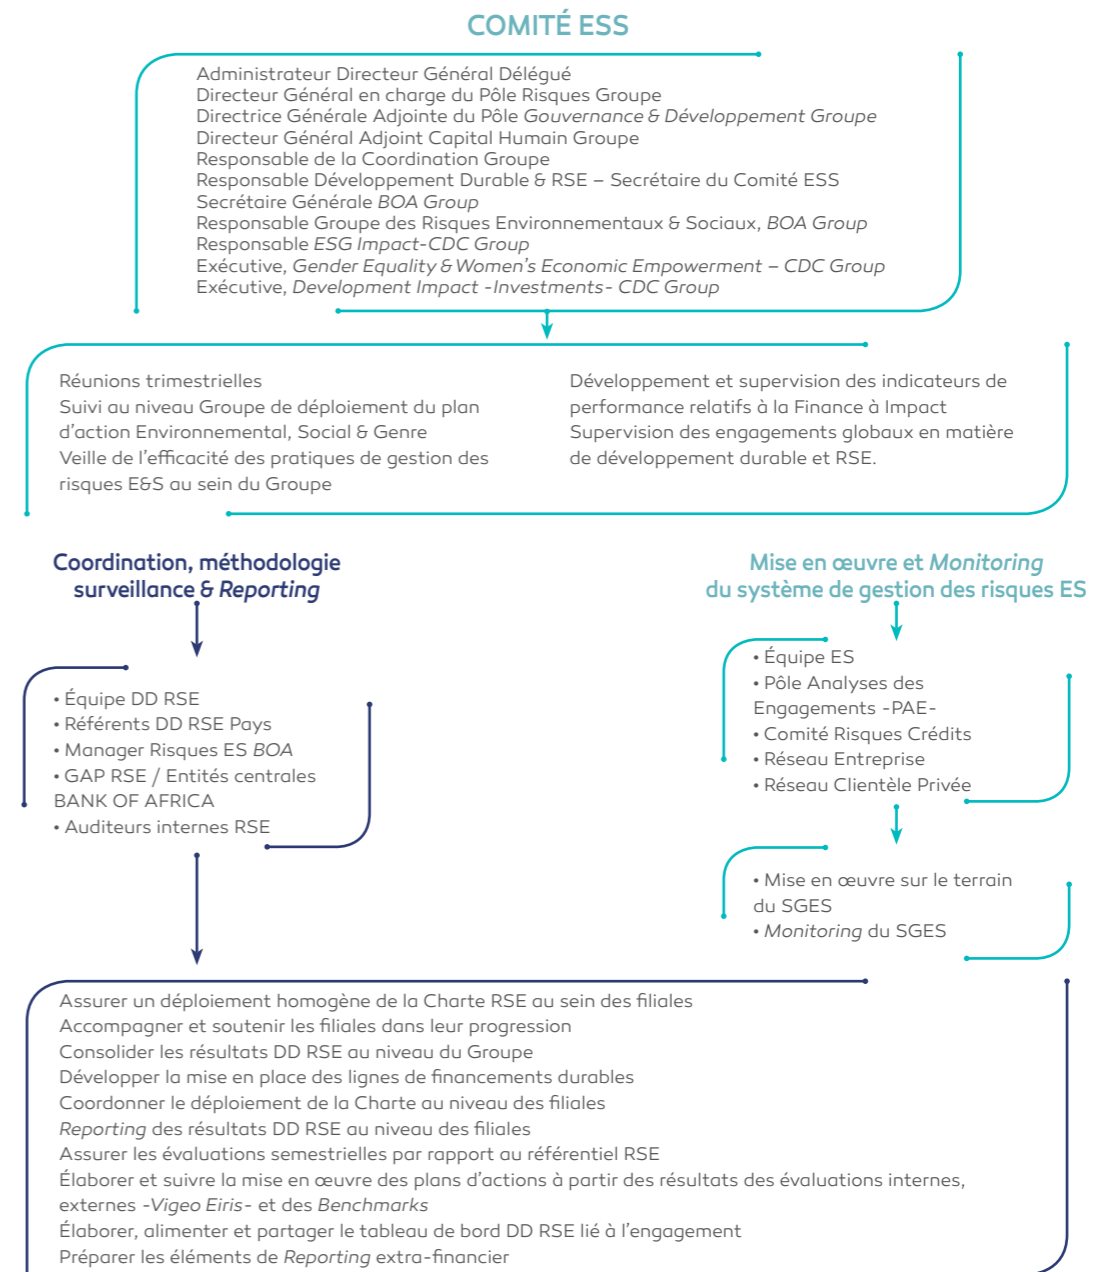 COMITÉ ESS
Administrateur Directeur Général Délégué
Directeur Général en charge du Pôle Risques Groupe
Directrice Générale Adjointe du Pôle Gouvernance & Développement Groupe
Directeur Général Adjoint Capital Humain Groupe
Responsable de la Coordination Groupe
Responsable Développement Durable & RSE – Secrétaire du Comité ESS
Secrétaire Générale BOA Group
Responsable Groupe des Risques Environnementaux & Sociaux, BOA Group
Responsable ESG Impact-CDC Group
Exécutive, Gender Equality & Women's Economic Empowerment – CDC Group
Exécutive, Development Impact -Investments- CDC Group
Réunions trimestrielles
Suivi au niveau Groupe de déploiement du plan
d'action Environnemental, Social & Genre
Veille de l'efficacité des pratiques de gestion des
risques E&S au sein du Groupe
Développement et supervision des indicateurs de
performance relatifs à la Finance à Impact
Supervision des engagements globaux en matière
de développement durable et RSE.
Coordination, méthodologie
surveillance & Reporting
• Équipe DD RSE
• Référents DD RSE Pays
• Manager Risques ES BOA
• GAP RSE / Entités centrales
BANK OF AFRICA
• Auditeurs internes RSE
Mise en œuvre et Monitoring
du système de gestion des risques ES
• Équipe ES
• Pôle Analyses des
Engagements -PAE-
• Comité Risques Crédits
• Réseau Entreprise
• Réseau Clientèle Privée
• Mise en œuvre sur le terrain
du SGES
• Monitoring du SGES
Assurer un déploiement homogène de la Charte RSE au sein des filiales
Accompagner et soutenir les filiales dans leur progression
Consolider les résultats DD RSE au niveau du Groupe
Développer la mise en place des lignes de financements durables
Coordonner le déploiement de la Charte au niveau des filiales
Reporting des résultats DD RSE au niveau des filiales
Assurer les évaluations semestrielles par rapport au référentiel RSE
Élaborer et suivre la mise en œuvre des plans d'actions à partir des résultats des évaluations internes,
externes -Vigeo Eiris- et des Benchmarks
Élaborer, alimenter et partager le tableau de bord DD RSE lié à l'engagement
Préparer les éléments de Reporting extra-financier